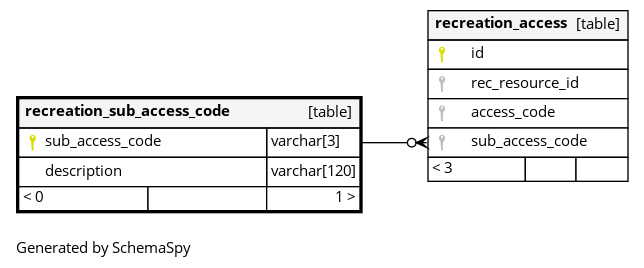 recreation_access [table]
id
rec_resource_id
access_code
sub_access_code
< 3
recreation_sub_access_code [table]
sub_access_code varchar[3]
description varchar[120]
< 0 1 >
Generated by SchemaSpy